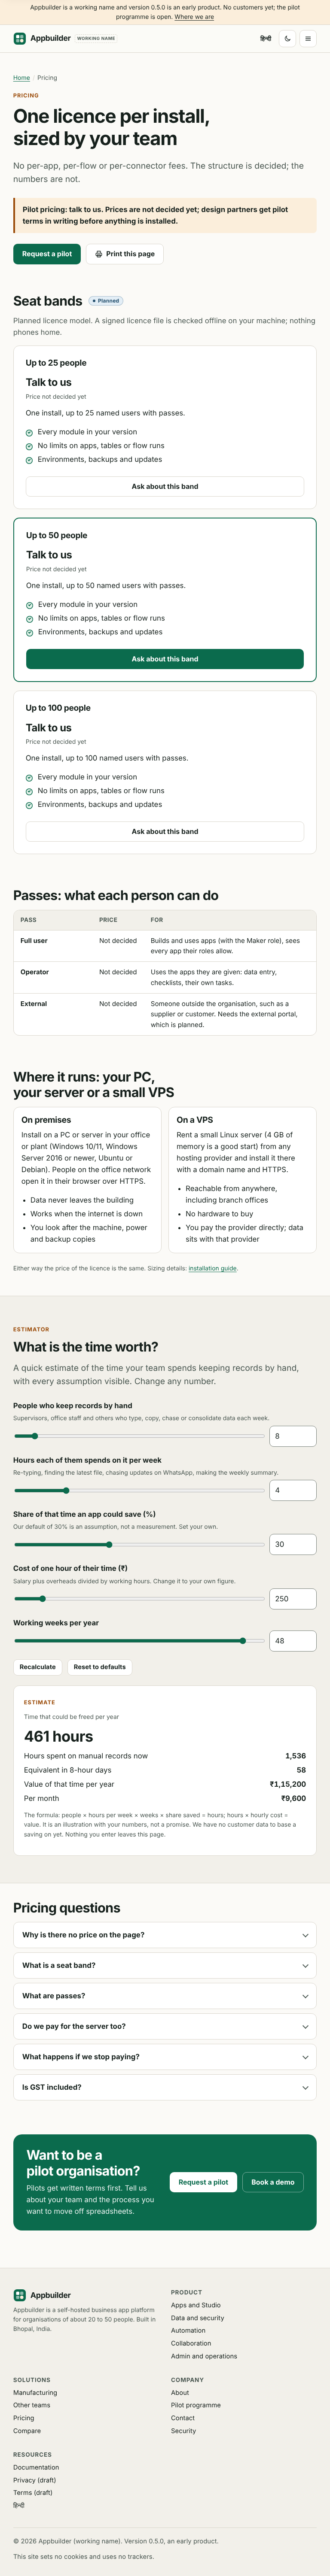 Appbuilder is a working name and version 0.5.0 is an early product. No customers yet; the pilot
programme is open. Where we are
Appbuilder WORKING NAME हिन्दी
Home / Pricing
PRICING
One licence per install,
sized by your team
No per-app, per-flow or per-connector fees. The structure is decided; the
numbers are not.
Pilot pricing: talk to us. Prices are not decided yet; design partners get pilot
terms in writing before anything is installed.
Request a pilot Print this page
Seat bands Planned
Planned licence model. A signed licence file is checked offline on your machine; nothing
phones home.
Up to 25 people
Talk to us
Price not decided yet
One install, up to 25 named users with passes.
Every module in your version
No limits on apps, tables or flow runs
Environments, backups and updates
Ask about this band
Up to 50 people
Talk to us
Price not decided yet
One install, up to 50 named users with passes.
Every module in your version
No limits on apps, tables or flow runs
Environments, backups and updates
Ask about this band
Up to 100 people
Talk to us
Price not decided yet
One install, up to 100 named users with passes.
Every module in your version
No limits on apps, tables or flow runs
Environments, backups and updates
Ask about this band
Passes: what each person can do
PASS PRICE FOR
Full user Not decided Builds and uses apps (with the Maker role), sees
every app their roles allow.
Operator Not decided Uses the apps they are given: data entry,
checklists, their own tasks.
External Not decided Someone outside the organisation, such as a
supplier or customer. Needs the external portal,
which is planned.
Where it runs: your PC,
your server or a small VPS
On premises
Install on a PC or server in your office
or plant (Windows 10/11, Windows
Server 2016 or newer, Ubuntu or
Debian). People on the office network
open it in their browser over HTTPS.
Data never leaves the building
Works when the internet is down
You look after the machine, power
and backup copies
On a VPS
Rent a small Linux server (4 GB of
memory is a good start) from any
hosting provider and install it there
with a domain name and HTTPS.
Reachable from anywhere,
including branch offices
No hardware to buy
You pay the provider directly; data
sits with that provider
Either way the price of the licence is the same. Sizing details: installation guide.
ESTIMATOR
What is the time worth?
A quick estimate of the time your team spends keeping records by hand,
with every assumption visible. Change any number.
People who keep records by hand
Supervisors, office staff and others who type, copy, chase or consolidate data each week.
8
Hours each of them spends on it per week
Re-typing, finding the latest file, chasing updates on WhatsApp, making the weekly summary.
4
Share of that time an app could save (%)
Our default of 30% is an assumption, not a measurement. Set your own.
30
Cost of one hour of their time (₹)
Salary plus overheads divided by working hours. Change it to your own figure.
250
Working weeks per year
48
Recalculate Reset to defaults
ESTIMATE
Time that could be freed per year
461 hours
Hours spent on manual records now 1,536
Equivalent in 8-hour days 58
Value of that time per year ₹1,15,200
Per month ₹9,600
The formula: people × hours per week × weeks × share saved = hours; hours × hourly cost =
value. It is an illustration with your numbers, not a promise. We have no customer data to base a
saving on yet. Nothing you enter leaves this page.
Pricing questions
Why is there no price on the page?
What is a seat band?
What are passes?
Do we pay for the server too?
What happens if we stop paying?
Is GST included?
Want to be a
pilot organisation?
Pilots get written terms first. Tell us
about your team and the process you
want to move off spreadsheets.
Request a pilot Book a demo
Appbuilder
Appbuilder is a self-hosted business app platform
for organisations of about 20 to 50 people. Built in
Bhopal, India.
PRODUCT
Apps and Studio
Data and security
Automation
Collaboration
Admin and operations
SOLUTIONS
Manufacturing
Other teams
Pricing
Compare
COMPANY
About
Pilot programme
Contact
Security
RESOURCES
Documentation
Privacy (draft)
Terms (draft)
हिन्दी
© 2026 Appbuilder (working name). Version 0.5.0, an early product.
This site sets no cookies and uses no trackers.